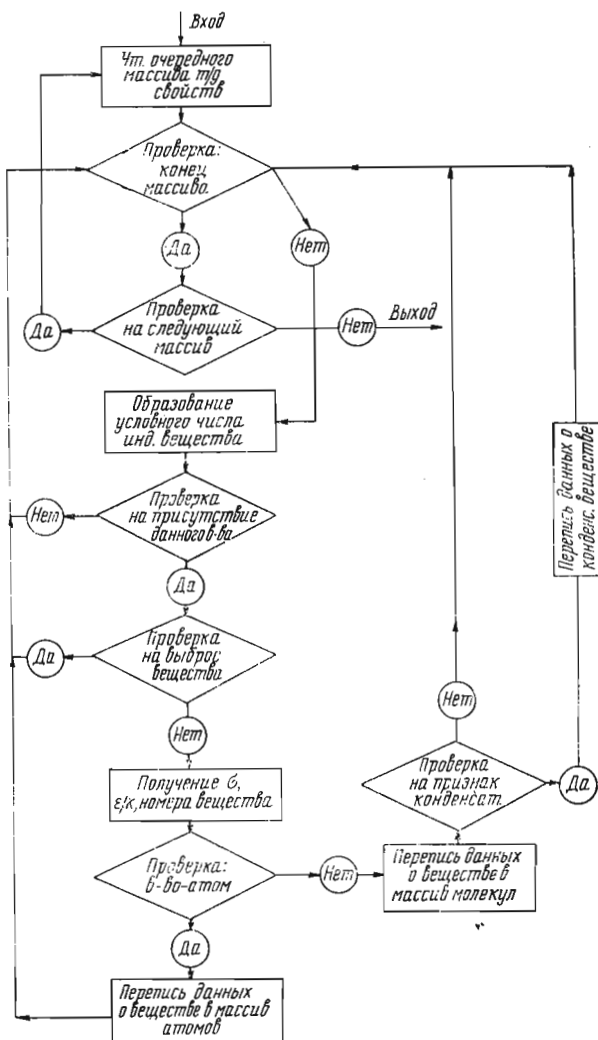 Вход
Чт. очередного
массива т/д
свойств
Проверка:
конец
массива.
Да
Нет
Проверка
на следующий
массив
Да
Нет
Выход
Образование
условного числа
инд. вещества
Проверка
на присутствие
данного в-ва
Нет
Да
Проверка
на выброс
вещества
Да
Нет
Получение σ,
ε/к, номера вещества
Проверка:
в-во-атом
Нет
Да
Перепись данных
о веществе в массив
атомов
Перепись данных
о веществе в
массив молекул
Проверка
на признак
конденсат.
Нет
Да
Перепись данных о
конденс. веществе